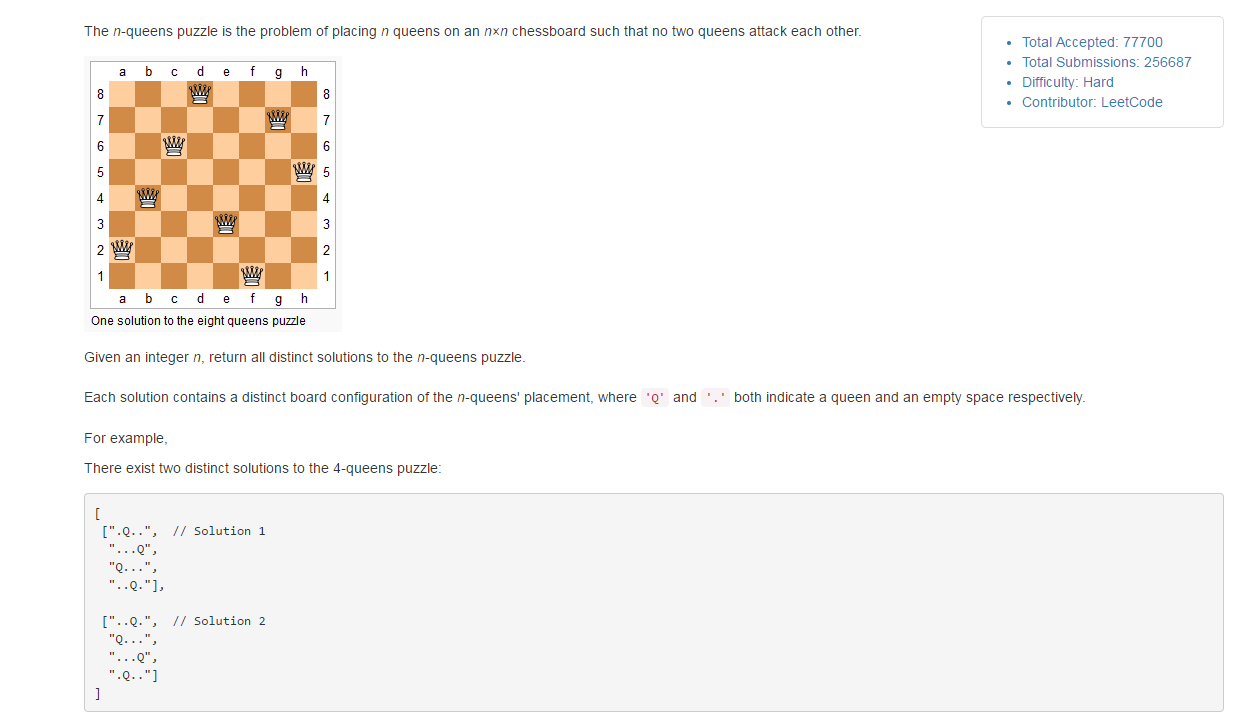 The n-queens puzzle is the problem of placing n queens on an n×n chessboard such that no two queens attack each other.
Total Accepted: 77700
Total Submissions: 256687
Difficulty: Hard
Contributor: LeetCode
a b c d e f g h
8 8
7 7
6 6
5 5
4 4
3 3
2 2
1 1
a b c d e f g h
One solution to the eight queens puzzle
Given an integer n, return all distinct solutions to the n-queens puzzle.
Each solution contains a distinct board configuration of the n-queens' placement, where 'Q' and '.' both indicate a queen and an empty space respectively.
For example,
There exist two distinct solutions to the 4-queens puzzle:
[
 [".Q..",  // Solution 1
  "...Q",
  "Q...",
  "..Q."],
 ["..Q.",  // Solution 2
  "Q...",
  "...Q",
  ".Q.."]
]